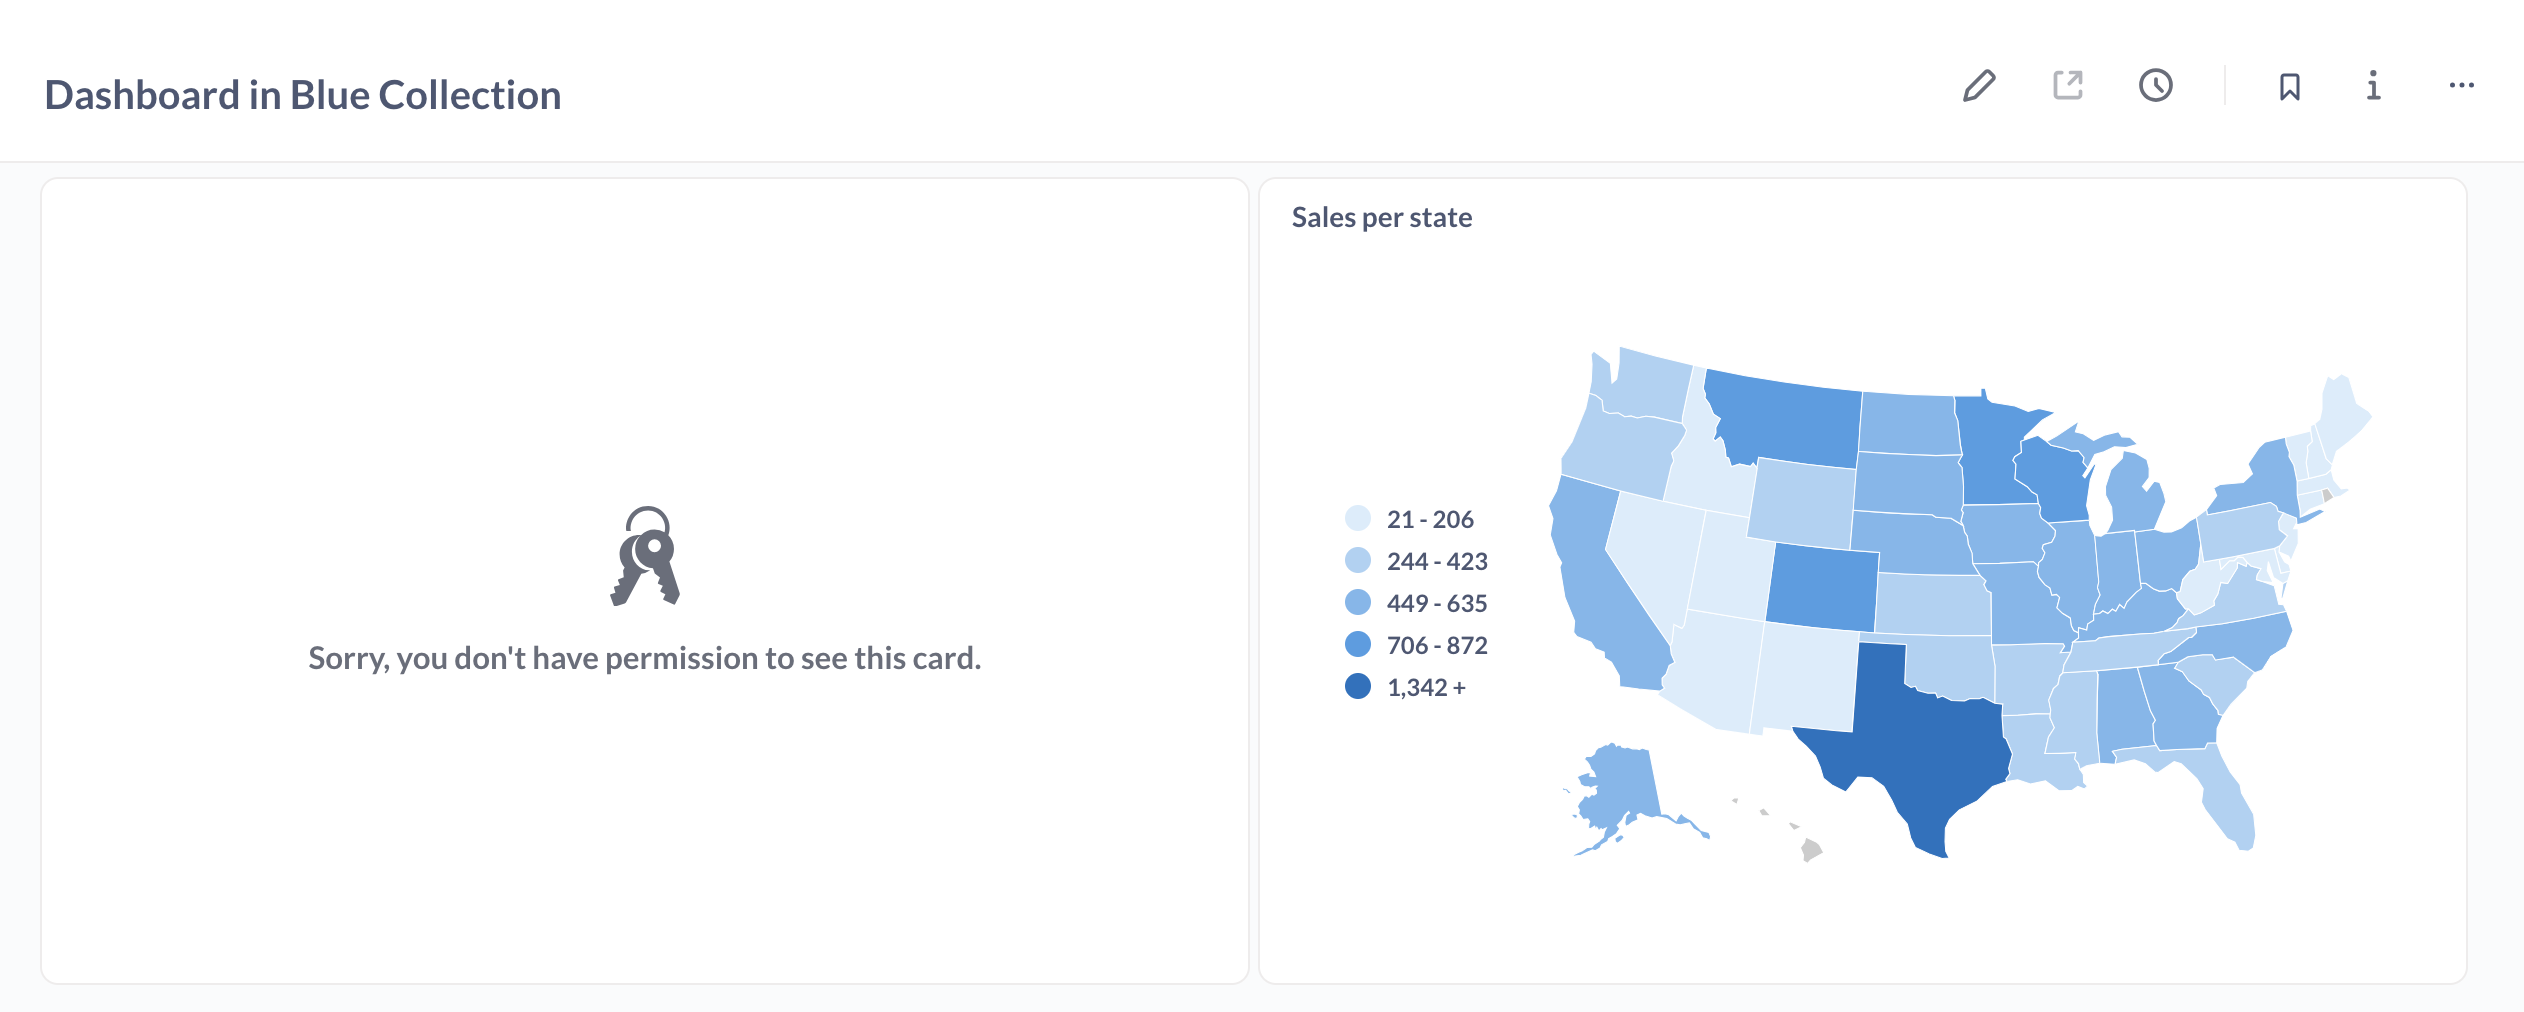 Dashboard in Blue Collection
Sorry, you don't have permission to see this card.
Sales per state
21 - 206
244 - 423
449 - 635
706 - 872
1,342 +